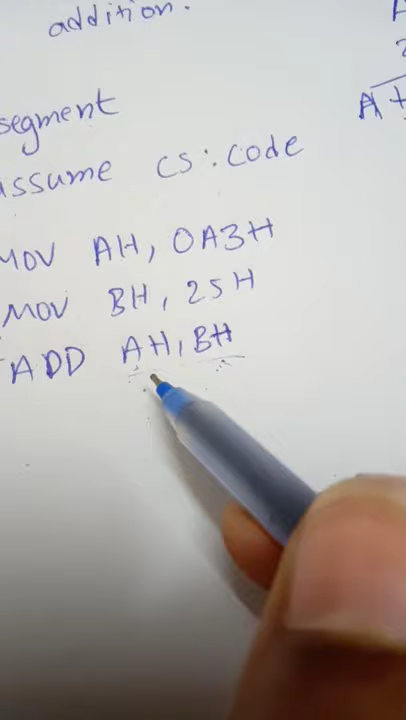 addition.
segment
assume CS:code
MOV AH, 0A3H
MOV BH, 25H
ADD AH, BH
A+